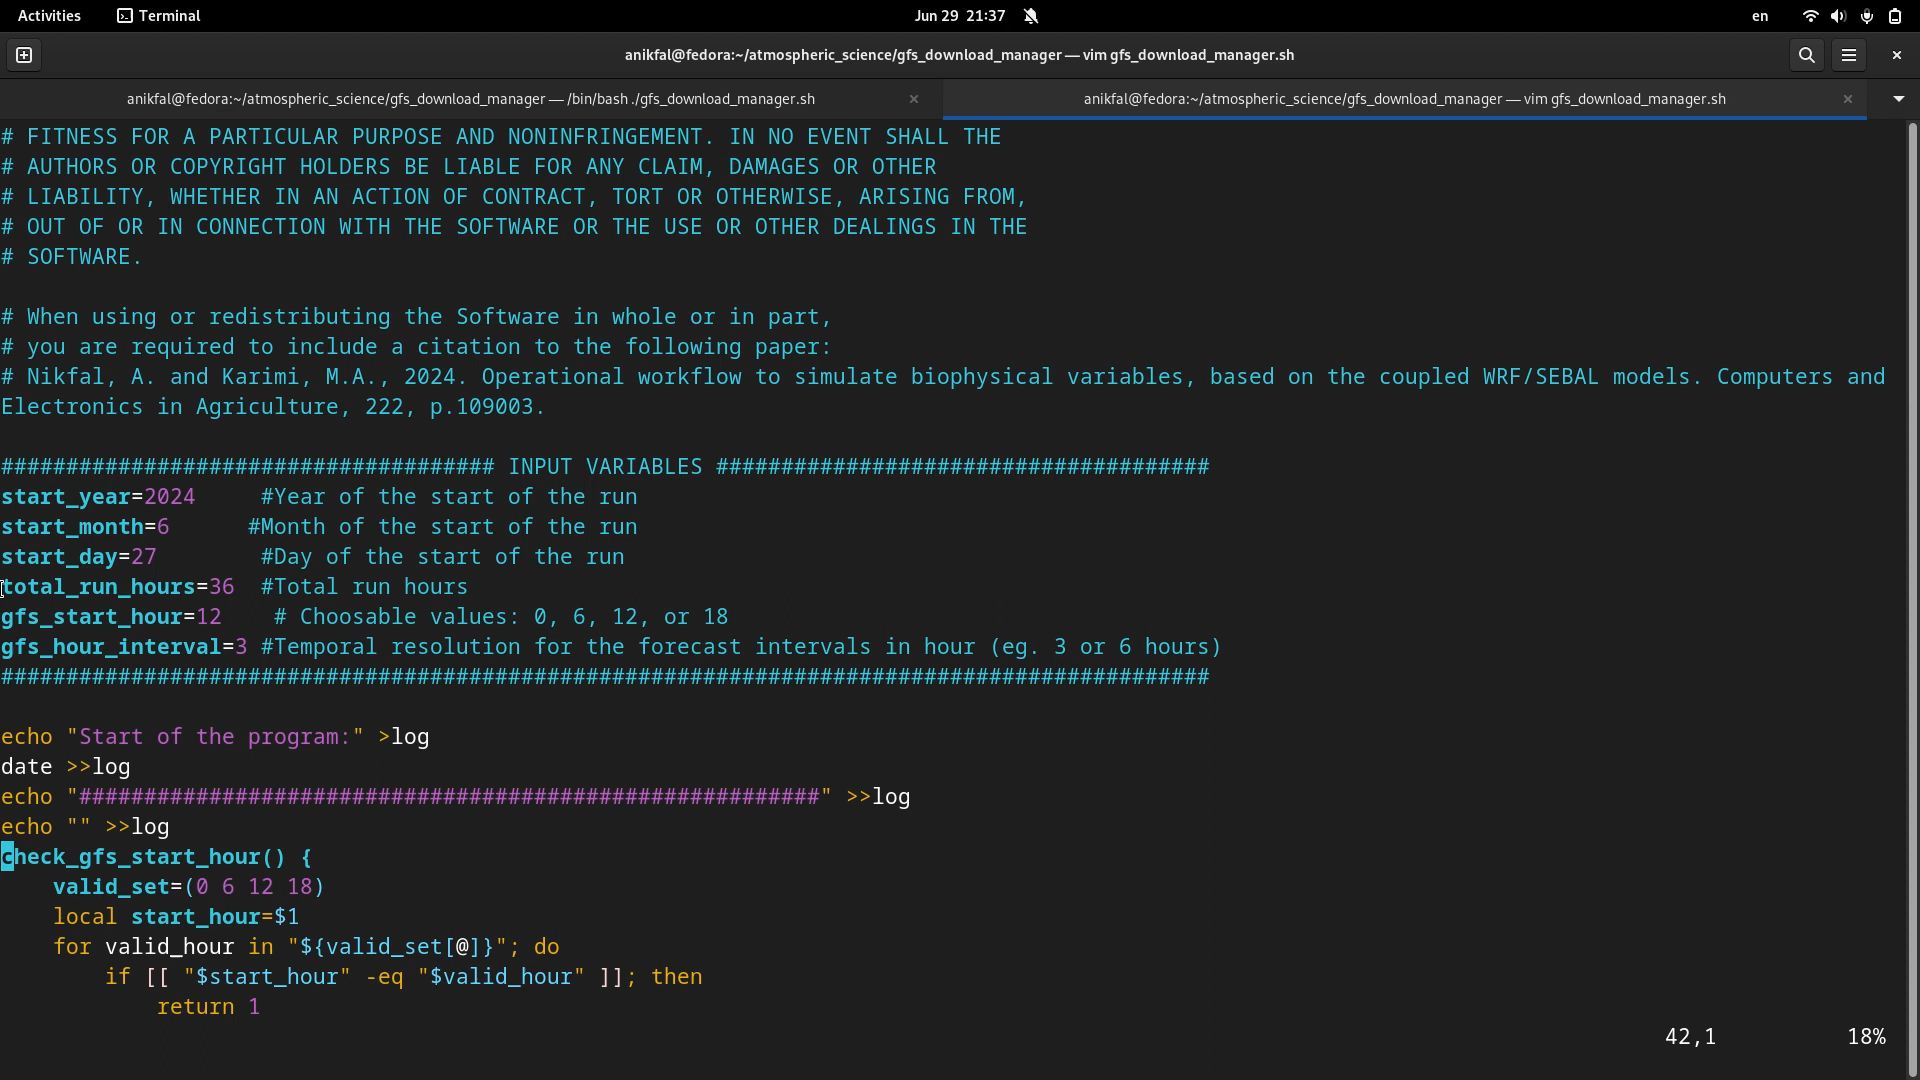 Activities Terminal Jun 29 21:37 en
anikfal@fedora:~/atmospheric_science/gfs_download_manager — vim gfs_download_manager.sh
anikfal@fedora:~/atmospheric_science/gfs_download_manager — /bin/bash ./gfs_download_manager.sh × anikfal@fedora:~/atmospheric_science/gfs_download_manager — vim gfs_download_manager.sh ×
# FITNESS FOR A PARTICULAR PURPOSE AND NONINFRINGEMENT. IN NO EVENT SHALL THE
# AUTHORS OR COPYRIGHT HOLDERS BE LIABLE FOR ANY CLAIM, DAMAGES OR OTHER
# LIABILITY, WHETHER IN AN ACTION OF CONTRACT, TORT OR OTHERWISE, ARISING FROM,
# OUT OF OR IN CONNECTION WITH THE SOFTWARE OR THE USE OR OTHER DEALINGS IN THE
# SOFTWARE.
# When using or redistributing the Software in whole or in part,
# you are required to include a citation to the following paper:
# Nikfal, A. and Karimi, M.A., 2024. Operational workflow to simulate biophysical variables, based on the coupled WRF/SEBAL models. Computers and
Electronics in Agriculture, 222, p.109003.
###################################### INPUT VARIABLES ######################################
start_year=2024     #Year of the start of the run
start_month=6      #Month of the start of the run
start_day=27        #Day of the start of the run
total_run_hours=36  #Total run hours
gfs_start_hour=12    # Choosable values: 0, 6, 12, or 18
gfs_hour_interval=3 #Temporal resolution for the forecast intervals in hour (eg. 3 or 6 hours)
#############################################################################################
echo "Start of the program:" >log
date >>log
echo "#########################################################" >>log
echo "" >>log
check_gfs_start_hour() {
    valid_set=(0 6 12 18)
    local start_hour=$1
    for valid_hour in "${valid_set[@]}"; do
        if [[ "$start_hour" -eq "$valid_hour" ]]; then
            return 1
42,1 18%